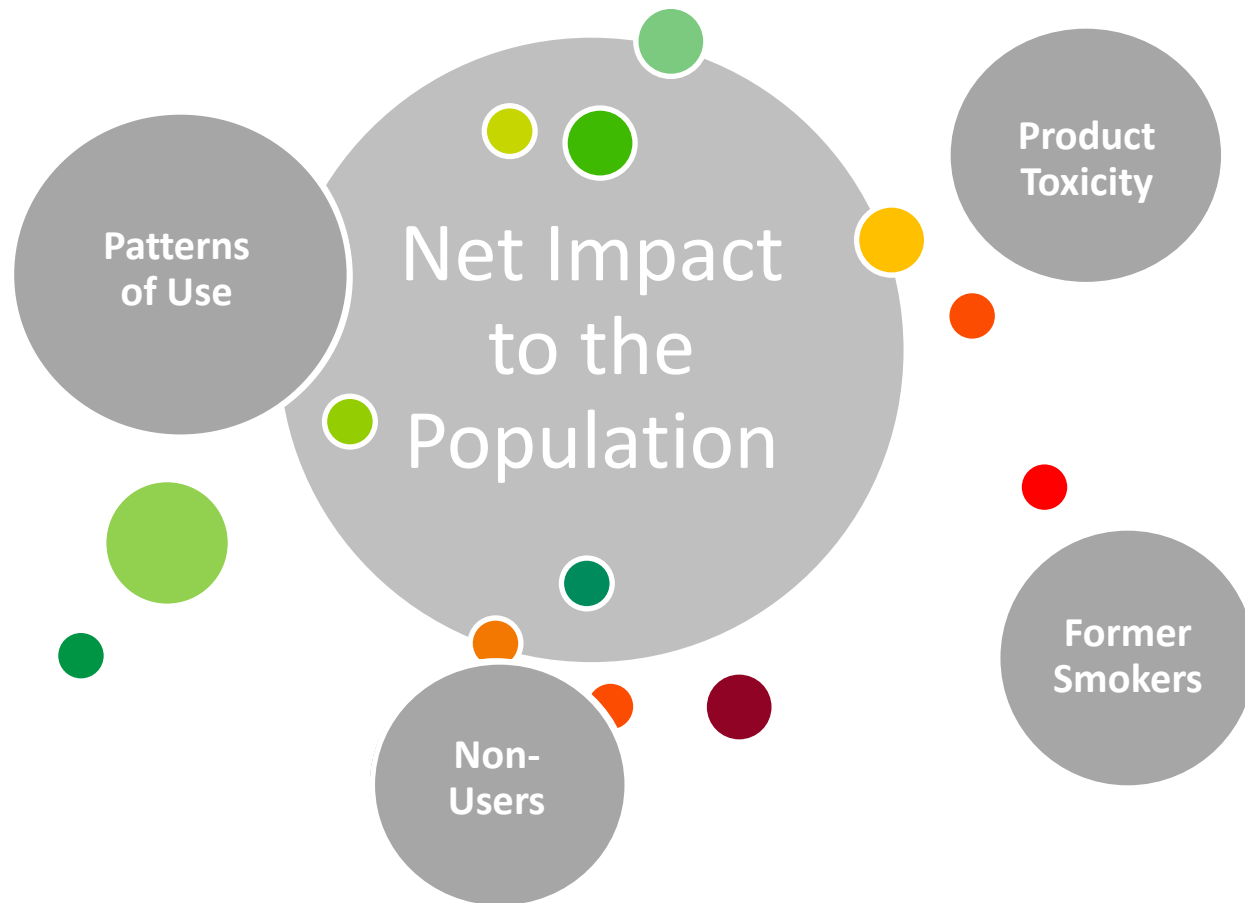 Net Impact
to the
Population
Patterns
of Use
Product
Toxicity
Former
Smokers
Non-
Users